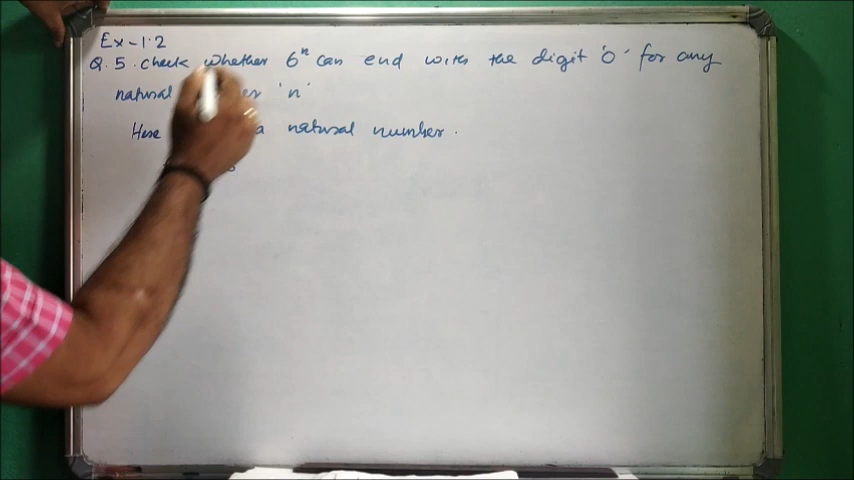 Ex-1.2
Q.5. Check whether 6ⁿ can end with the digit '0' for any
natural 'n'
Here a natural number.